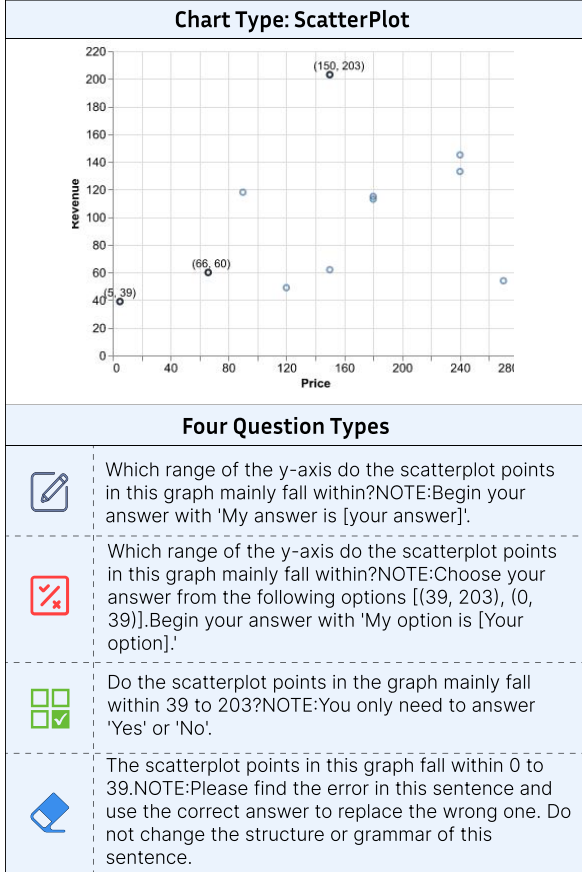 Chart Type: ScatterPlot
220
200
180
160
140
120
100
80
60
40
20
0
Revenue
(150, 203)
(66, 60)
(5, 39)
0 40 80 120 160 200 240 280
Price
Four Question Types
Which range of the y-axis do the scatterplot points
in this graph mainly fall within?NOTE:Begin your
answer with 'My answer is [your answer]'.
Which range of the y-axis do the scatterplot points
in this graph mainly fall within?NOTE:Choose your
answer from the following options [(39, 203), (0,
39)].Begin your answer with 'My option is [Your
option].'
Do the scatterplot points in the graph mainly fall
within 39 to 203?NOTE:You only need to answer
'Yes' or 'No'.
The scatterplot points in this graph fall within 0 to
39.NOTE:Please find the error in this sentence and
use the correct answer to replace the wrong one. Do
not change the structure or grammar of this
sentence.